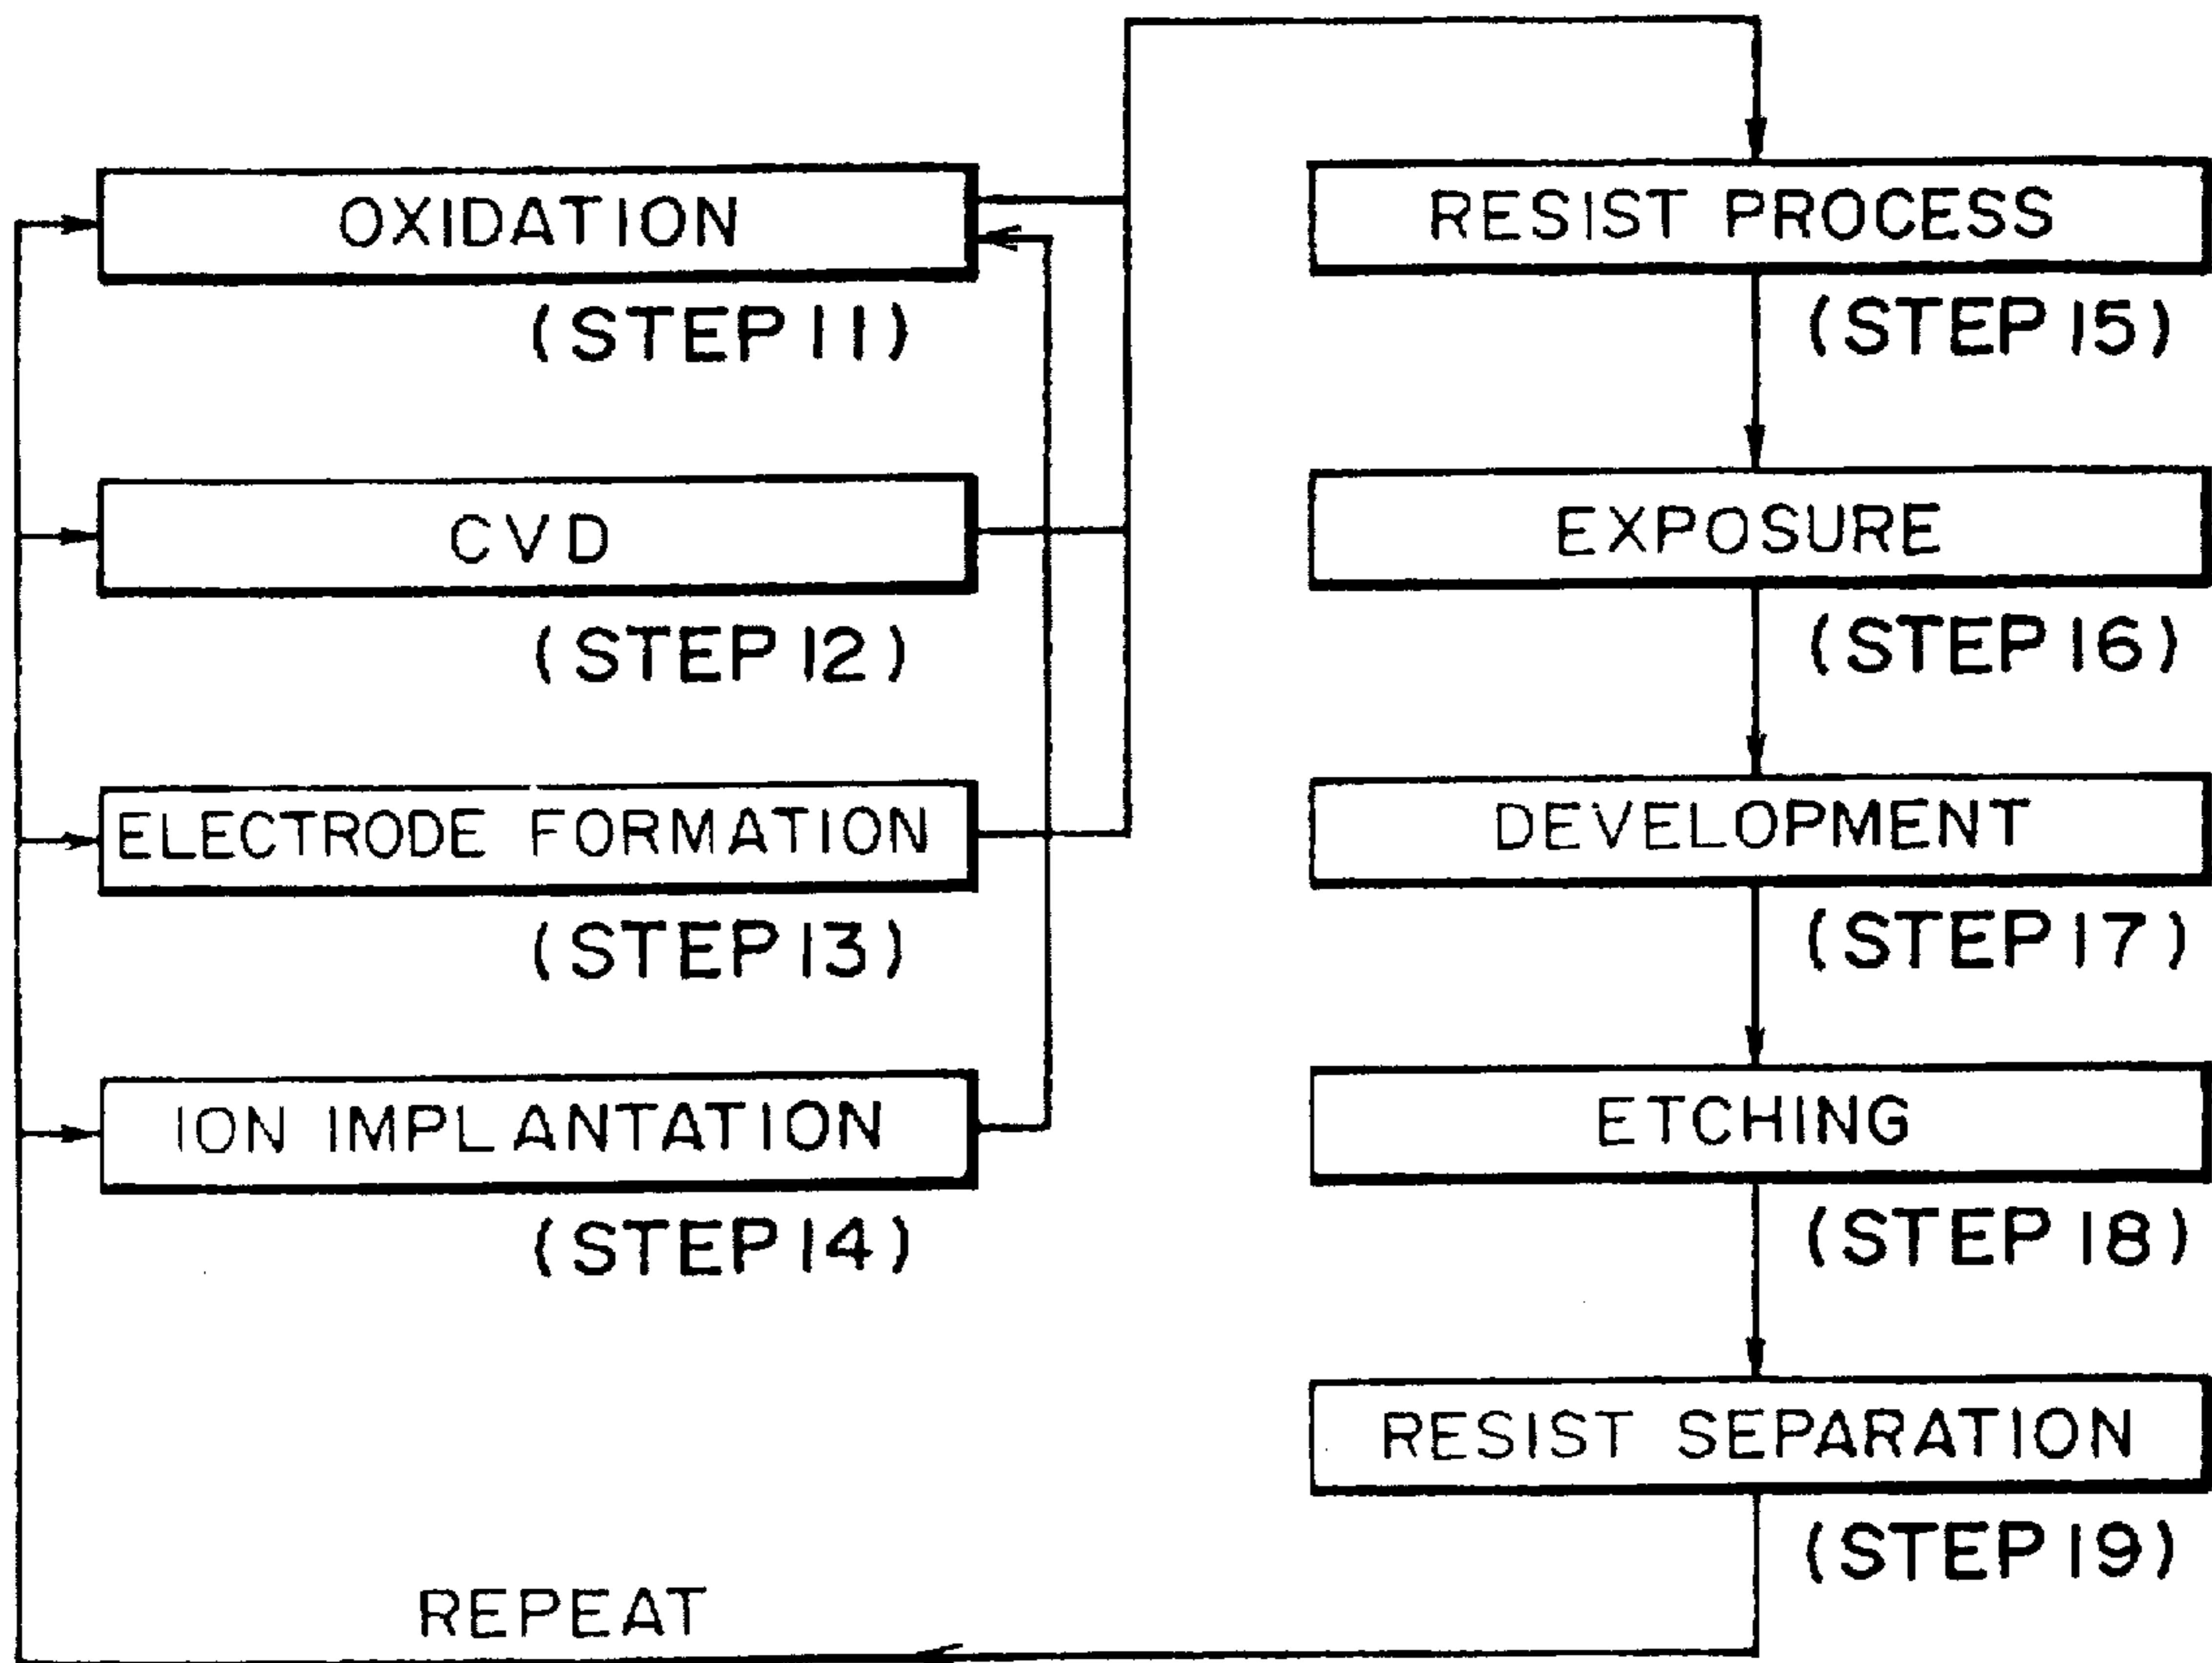 OXIDATION
(STEP 11)
CVD
(STEP 12)
ELECTRODE FORMATION
(STEP 13)
ION IMPLANTATION
(STEP 14)
RESIST PROCESS
(STEP 15)
EXPOSURE
(STEP 16)
DEVELOPMENT
(STEP 17)
ETCHING
(STEP 18)
RESIST SEPARATION
(STEP 19)
REPEAT